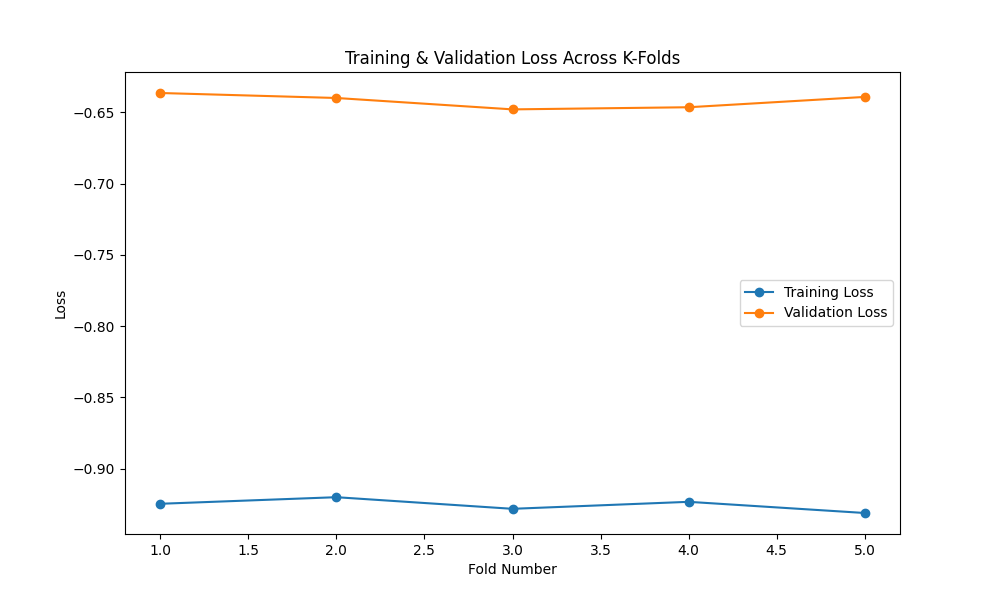 Training & Validation Loss Across K-Folds
−0.65
−0.70
−0.75
−0.80
−0.85
−0.90
Loss
Training Loss
Validation Loss
1.0 1.5 2.0 2.5 3.0 3.5 4.0 4.5 5.0
Fold Number